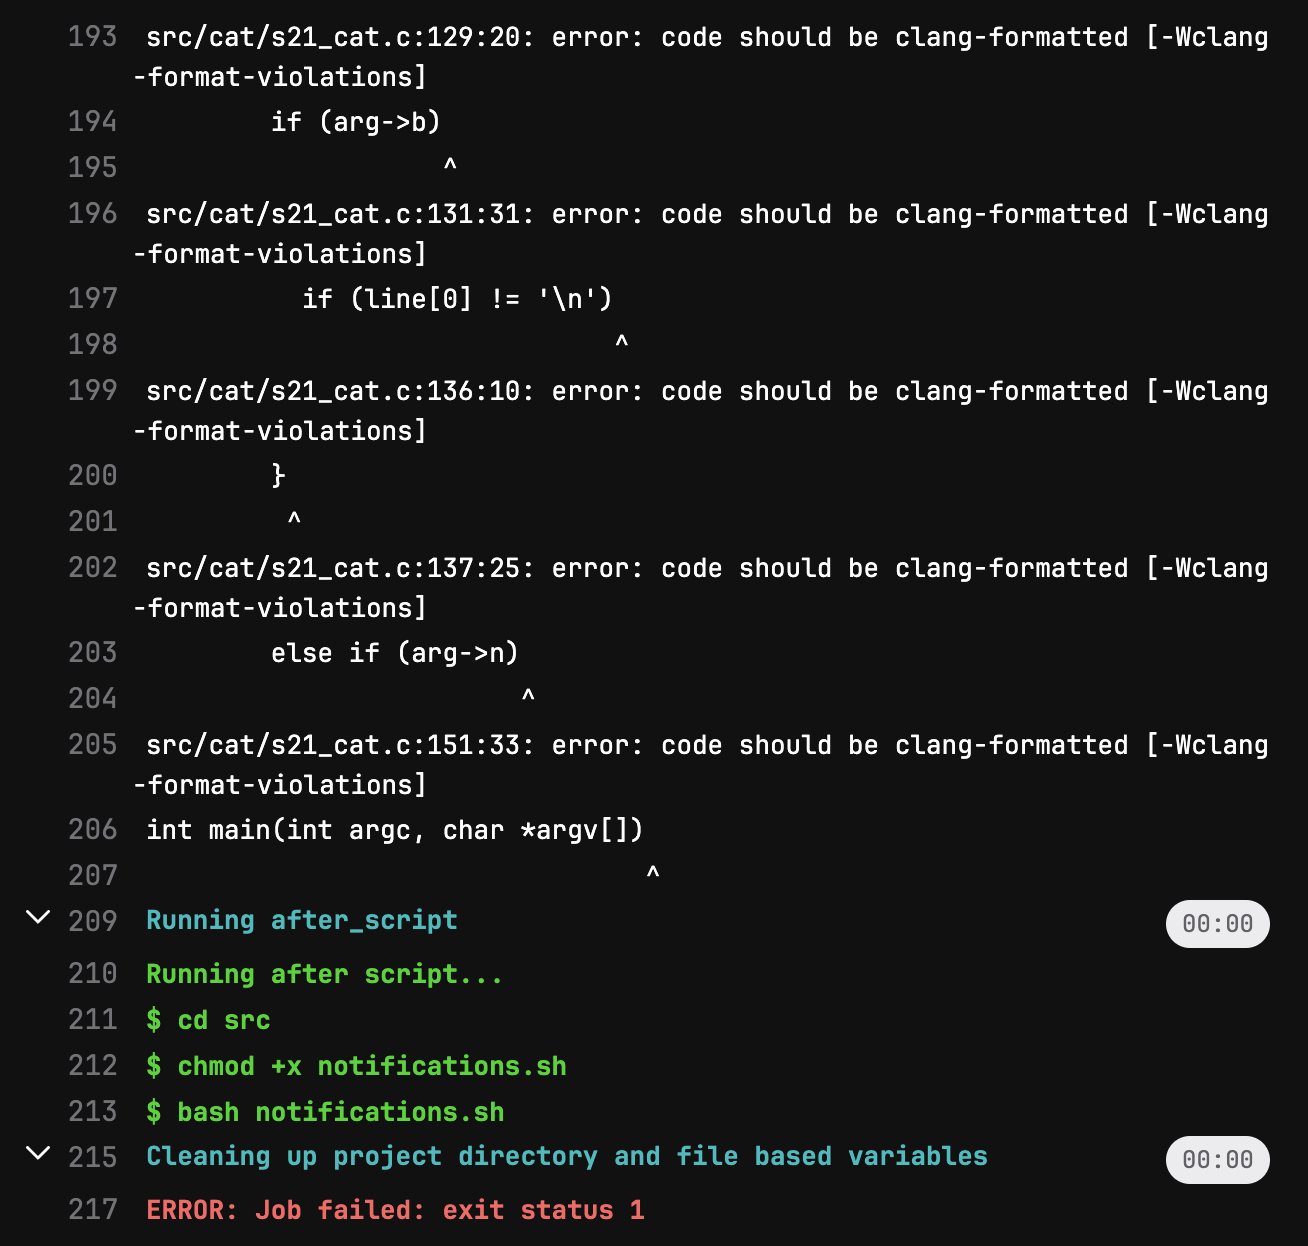 193 src/cat/s21_cat.c:129:20: error: code should be clang-formatted [-Wclang
-format-violations]
194         if (arg->b)
195                    ^
196 src/cat/s21_cat.c:131:31: error: code should be clang-formatted [-Wclang
-format-violations]
197           if (line[0] != '\n')
198                               ^
199 src/cat/s21_cat.c:136:10: error: code should be clang-formatted [-Wclang
-format-violations]
200         }
201          ^
202 src/cat/s21_cat.c:137:25: error: code should be clang-formatted [-Wclang
-format-violations]
203         else if (arg->n)
204                         ^
205 src/cat/s21_cat.c:151:33: error: code should be clang-formatted [-Wclang
-format-violations]
206 int main(int argc, char *argv[])
207                                 ^
209 Running after_script 00:00
210 Running after script...
211 $ cd src
212 $ chmod +x notifications.sh
213 $ bash notifications.sh
215 Cleaning up project directory and file based variables 00:00
217 ERROR: Job failed: exit status 1